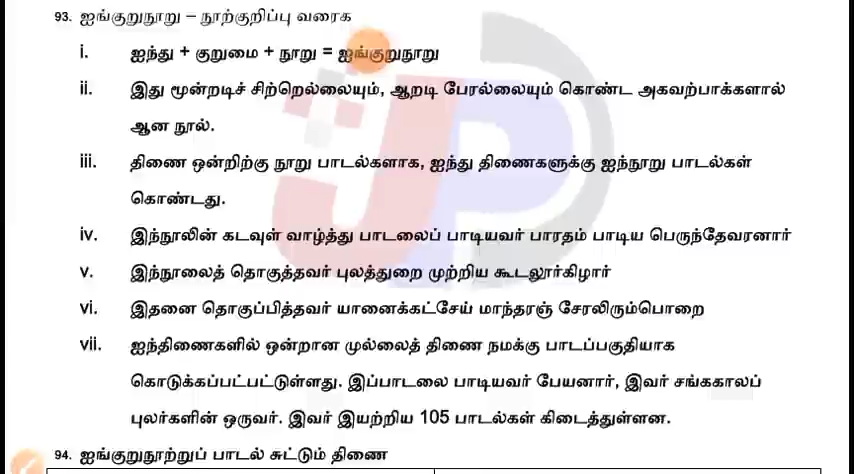 93. ஐங்குறுநூறு – நூற்குறிப்பு வரைக
i. ஐந்து + குறுமை + நூறு = ஐங்குறுநூறு
ii. இது மூன்றடிச் சிற்றெல்லையும், ஆறடி பேரல்லையும் கொண்ட அகவற்பாக்களால்
ஆன நூல்.
iii. திணை ஒன்றிற்கு நூறு பாடல்களாக, ஐந்து திணைகளுக்கு ஐந்நூறு பாடல்கள்
கொண்டது.
iv. இந்நூலின் கடவுள் வாழ்த்து பாடலைப் பாடியவர் பாரதம் பாடிய பெருந்தேவரனார்
v. இந்நூலைத் தொகுத்தவர் புலத்துறை முற்றிய கூடலூர்கிழார்
vi. இதனை தொகுப்பித்தவர் யானைக்கட்சேய் மாந்தரஞ் சேரலிரும்பொறை
vii. ஐந்திணைகளில் ஒன்றான முல்லைத் திணை நமக்கு பாடப்பகுதியாக
கொடுக்கப்பட்பட்டுள்ளது. இப்பாடலை பாடியவர் பேயனார், இவர் சங்ககாலப்
புலர்களின் ஒருவர். இவர் இயற்றிய 105 பாடல்கள் கிடைத்துள்ளன.
94. ஐங்குறுநூற்றுப் பாடல் சுட்டும் திணை